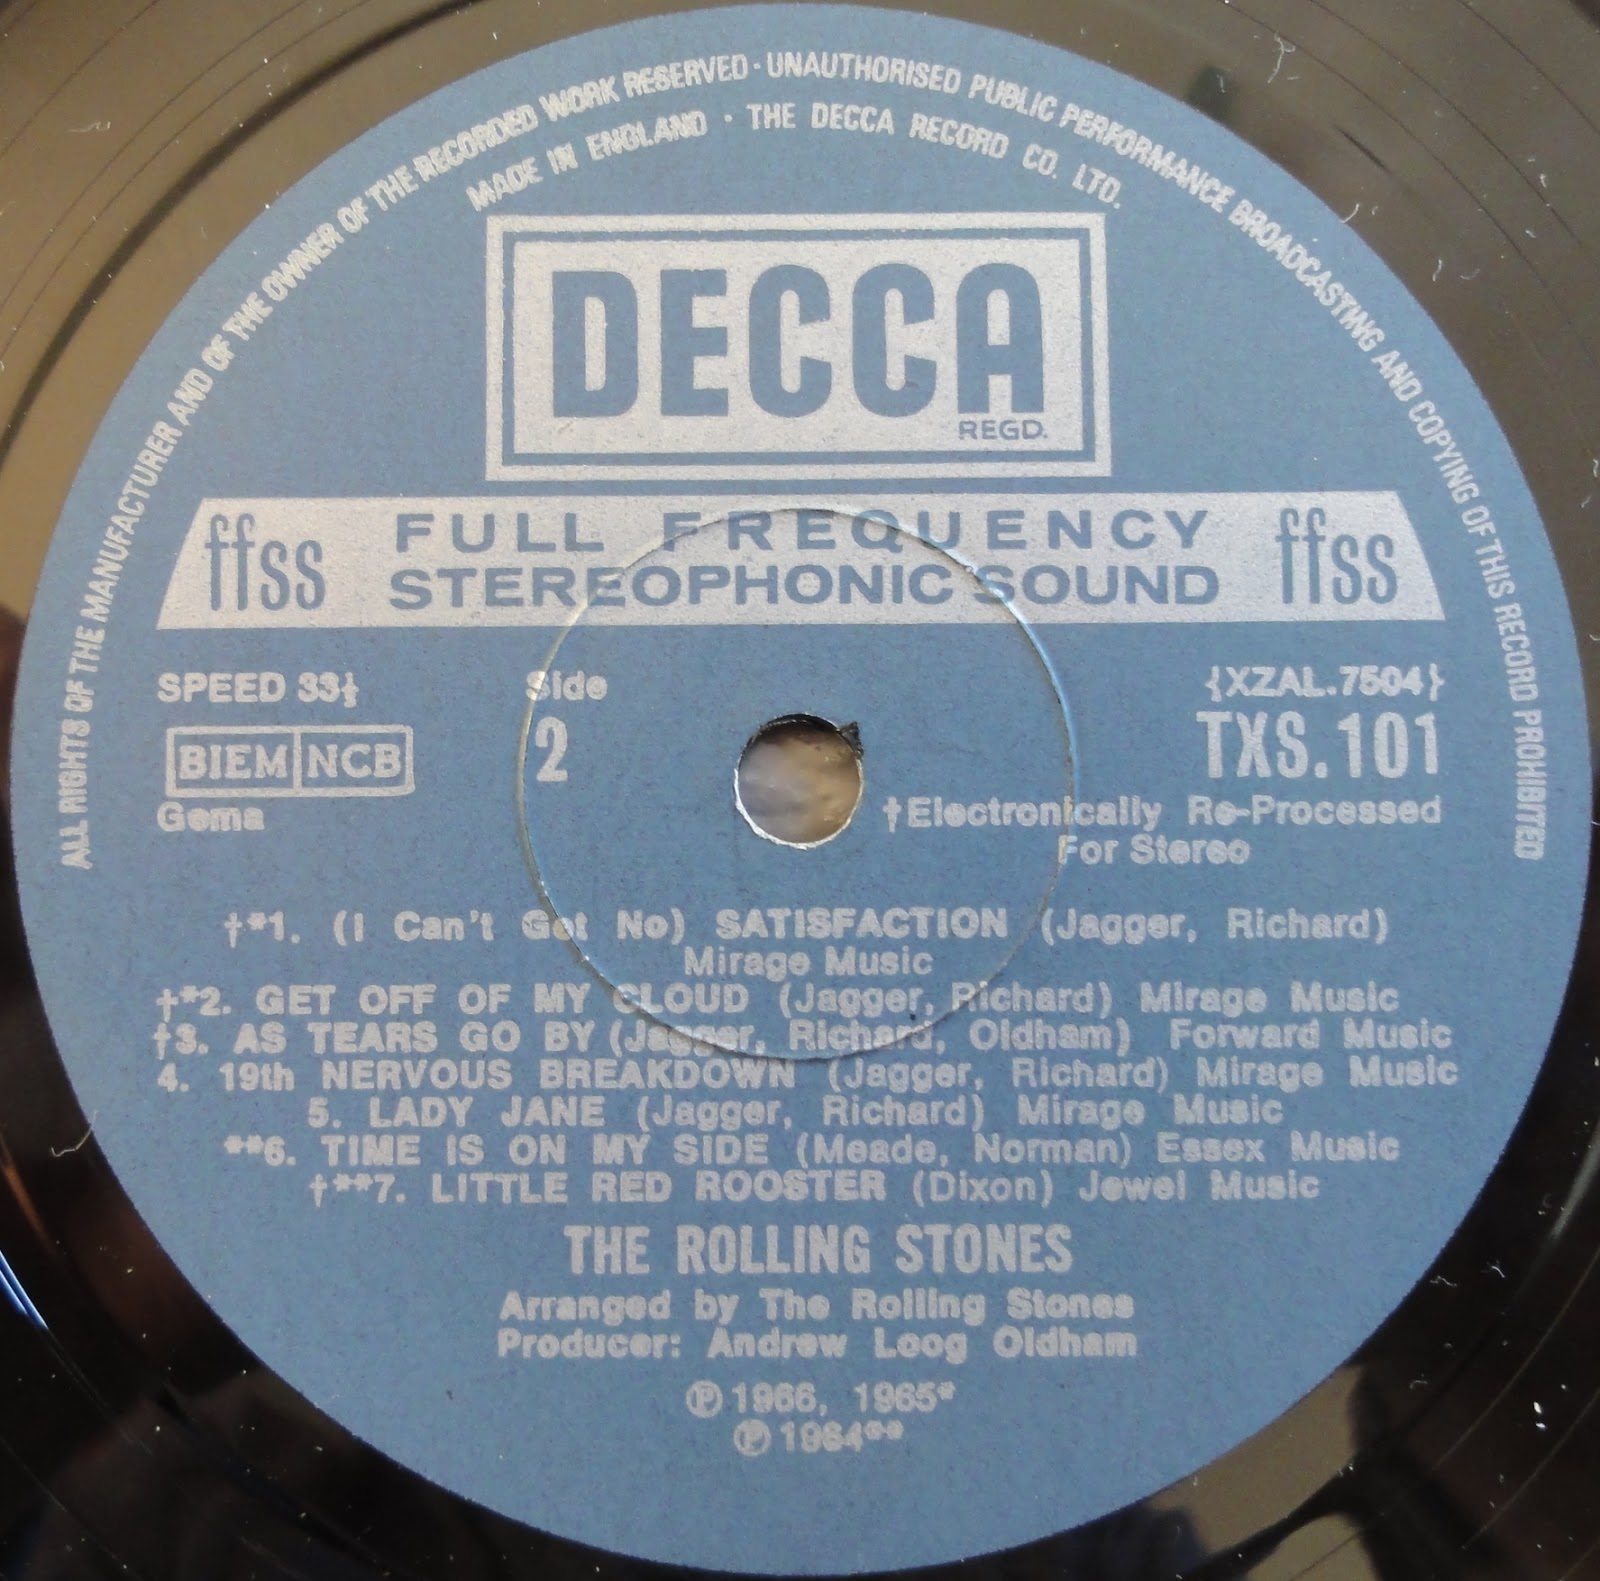 ALL RIGHTS OF THE MANUFACTURER AND OF THE OWNER OF THE RECORDED WORK RESERVED · UNAUTHORISED PUBLIC PERFORMANCE BROADCASTING AND COPYING OF THIS RECORD PROHIBITED
MADE IN ENGLAND · THE DECCA RECORD CO. LTD.
DECCA
REGD.
ffss FULL FREQUENCY ffss
STEREOPHONIC SOUND
SPEED 33⅓ Side {XZAL.7504}
BIEM NCB 2 TXS.101
Gema †Electronically Re-Processed
For Stereo
†*1. (I Can't Get No) SATISFACTION (Jagger, Richard)
Mirage Music
†*2. GET OFF OF MY CLOUD (Jagger, Richard) Mirage Music
†3. AS TEARS GO BY (Jagger, Richard, Oldham) Forward Music
4. 19th NERVOUS BREAKDOWN (Jagger, Richard) Mirage Music
5. LADY JANE (Jagger, Richard) Mirage Music
**6. TIME IS ON MY SIDE (Meade, Norman) Essex Music
†**7. LITTLE RED ROOSTER (Dixon) Jewel Music
THE ROLLING STONES
Arranged by The Rolling Stones
Producer: Andrew Loog Oldham
Ⓟ 1966, 1965*
Ⓟ 1964**